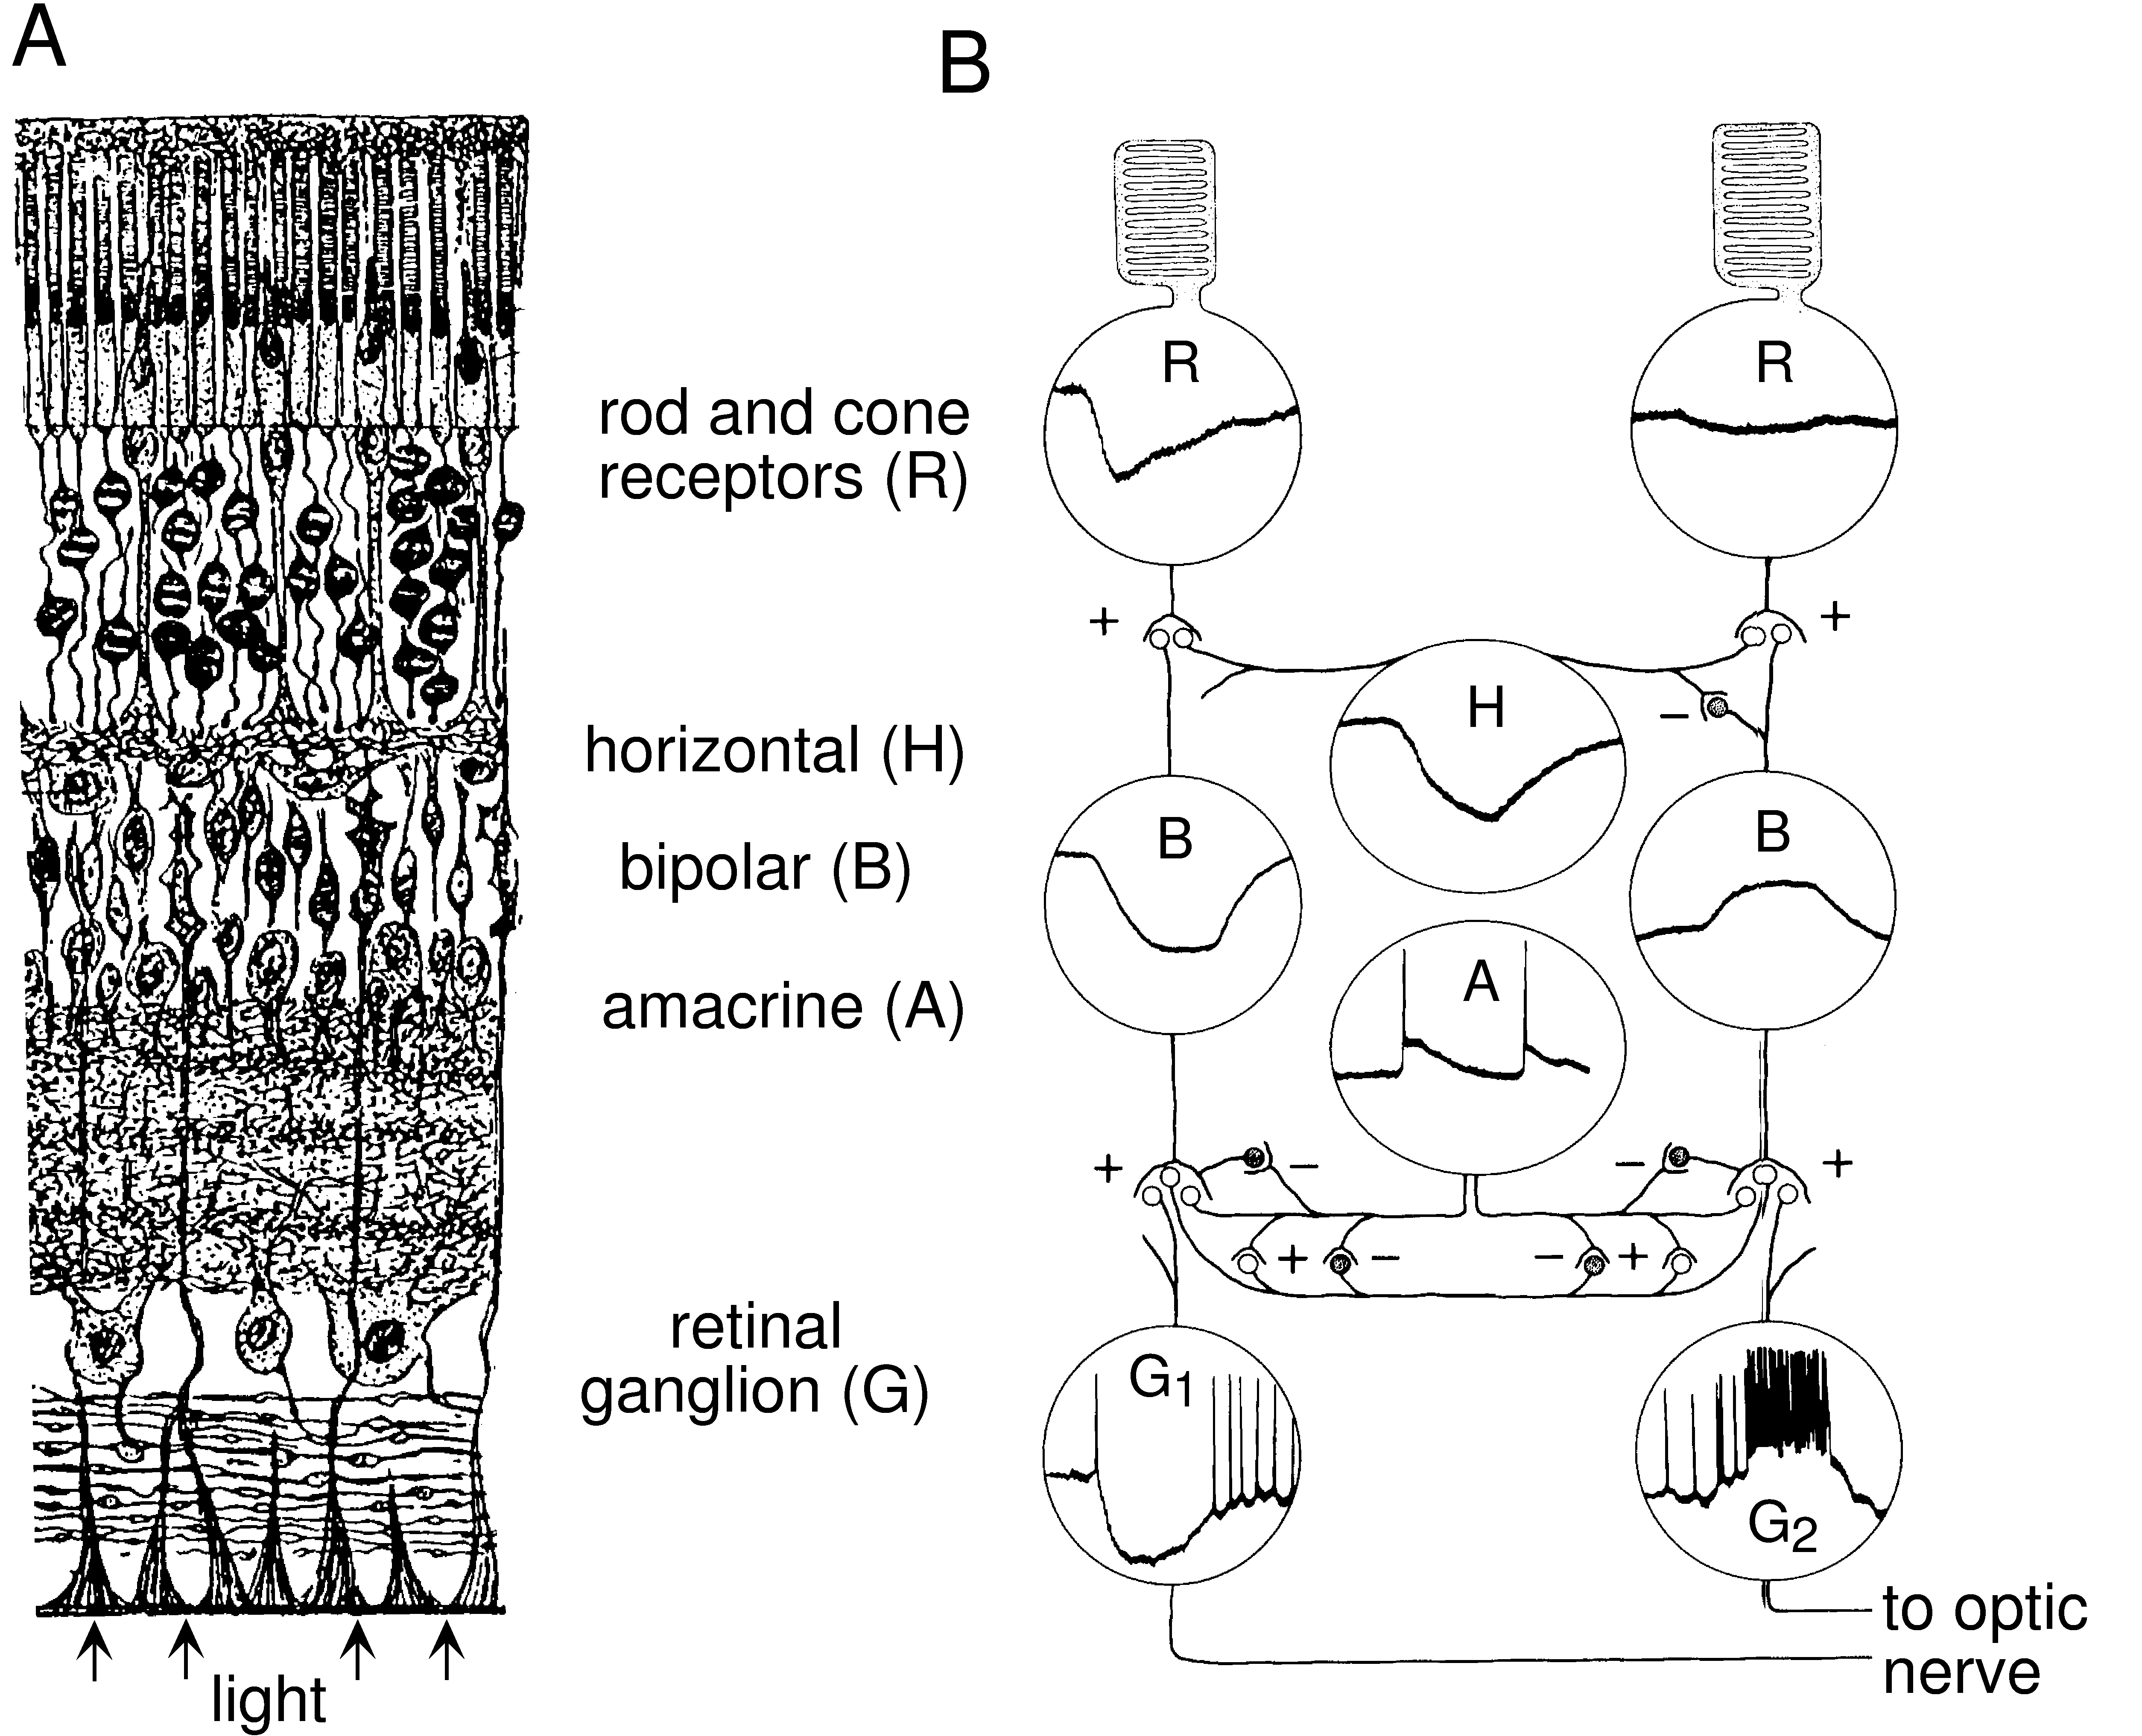 A
B
rod and cone
receptors (R)
horizontal (H)
bipolar (B)
amacrine (A)
retinal
ganglion (G)
light
R
R
+
+
H
–
B
B
A
+
–
–
+
+
–
–
+
G1
G2
to optic
nerve